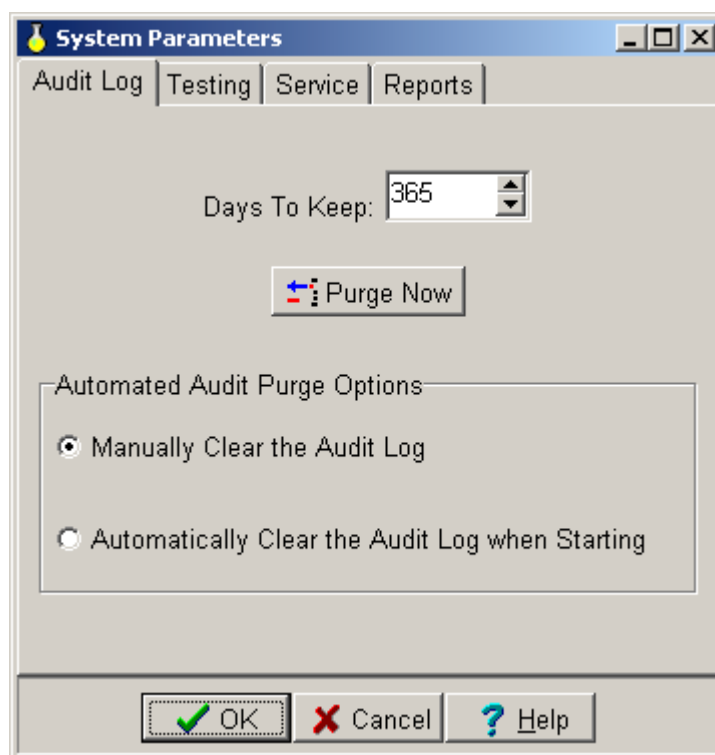 System Parameters
Audit Log Testing Service Reports
Days To Keep: 365
Purge Now
Automated Audit Purge Options
Manually Clear the Audit Log
Automatically Clear the Audit Log when Starting
OK Cancel Help